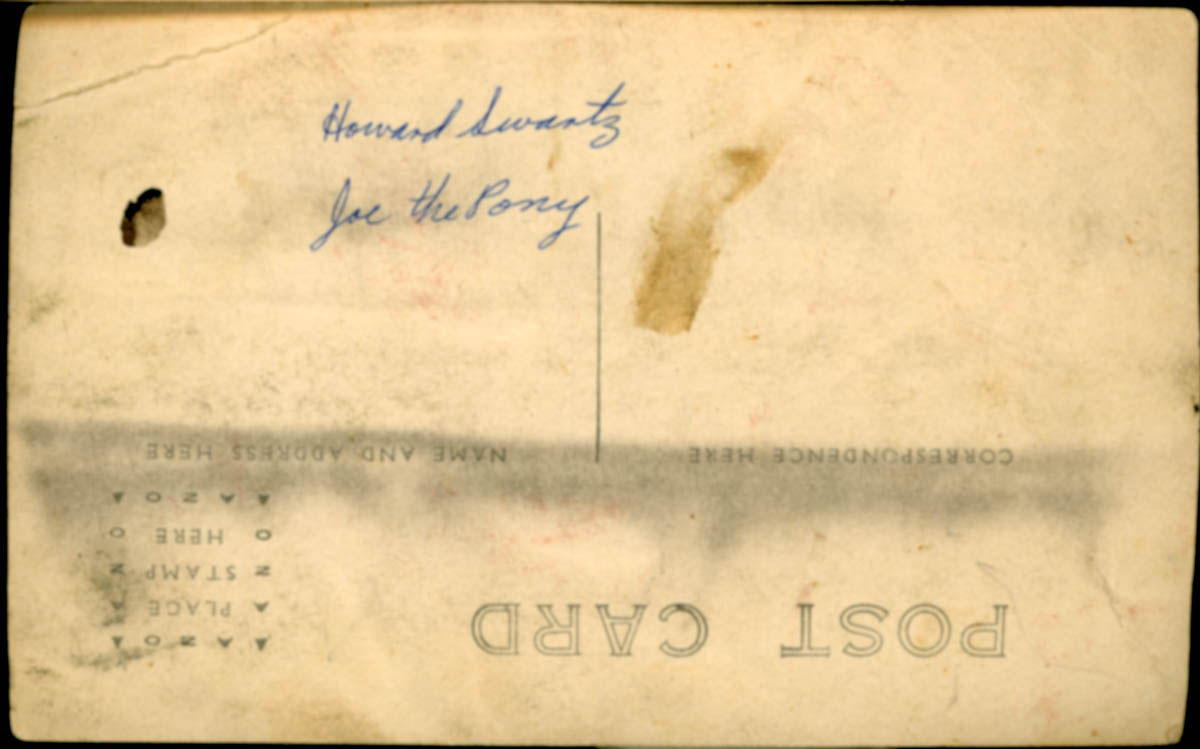 Howard Swartz
Joe the Pony
POST CARD
CORRESPONDENCE HERE
NAME AND ADDRESS HERE
A A Z O A
A PLACE A
Z STAMP Z
O HERE O
A A Z O A